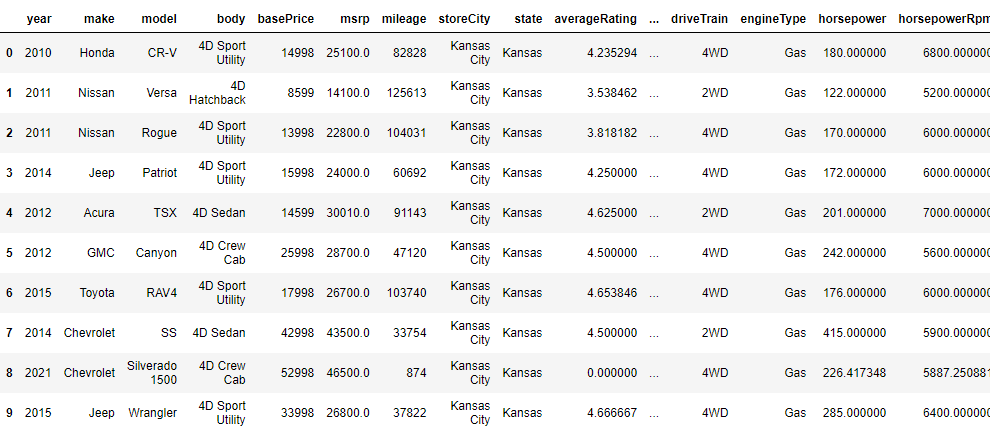 year make model body basePrice msrp mileage storeCity state averageRating ... driveTrain engineType horsepower horsepowerRpm
0 2010 Honda CR-V 4D Sport Utility 14998 25100.0 82828 Kansas City Kansas 4.235294 ... 4WD Gas 180.000000 6800.000000
1 2011 Nissan Versa 4D Hatchback 8599 14100.0 125613 Kansas City Kansas 3.538462 ... 2WD Gas 122.000000 5200.000000
2 2011 Nissan Rogue 4D Sport Utility 13998 22800.0 104031 Kansas City Kansas 3.818182 ... 4WD Gas 170.000000 6000.000000
3 2014 Jeep Patriot 4D Sport Utility 15998 24000.0 60692 Kansas City Kansas 4.250000 ... 4WD Gas 172.000000 6000.000000
4 2012 Acura TSX 4D Sedan 14599 30010.0 91143 Kansas City Kansas 4.625000 ... 2WD Gas 201.000000 7000.000000
5 2012 GMC Canyon 4D Crew Cab 25998 28700.0 47120 Kansas City Kansas 4.500000 ... 4WD Gas 242.000000 5600.000000
6 2015 Toyota RAV4 4D Sport Utility 17998 26700.0 103740 Kansas City Kansas 4.653846 ... 4WD Gas 176.000000 6000.000000
7 2014 Chevrolet SS 4D Sedan 42998 43500.0 33754 Kansas City Kansas 4.500000 ... 2WD Gas 415.000000 5900.000000
8 2021 Chevrolet Silverado 1500 4D Crew Cab 52998 46500.0 874 Kansas City Kansas 0.000000 ... 4WD Gas 226.417348 5887.250881
9 2015 Jeep Wrangler 4D Sport Utility 33998 26800.0 37822 Kansas City Kansas 4.666667 ... 4WD Gas 285.000000 6400.000000